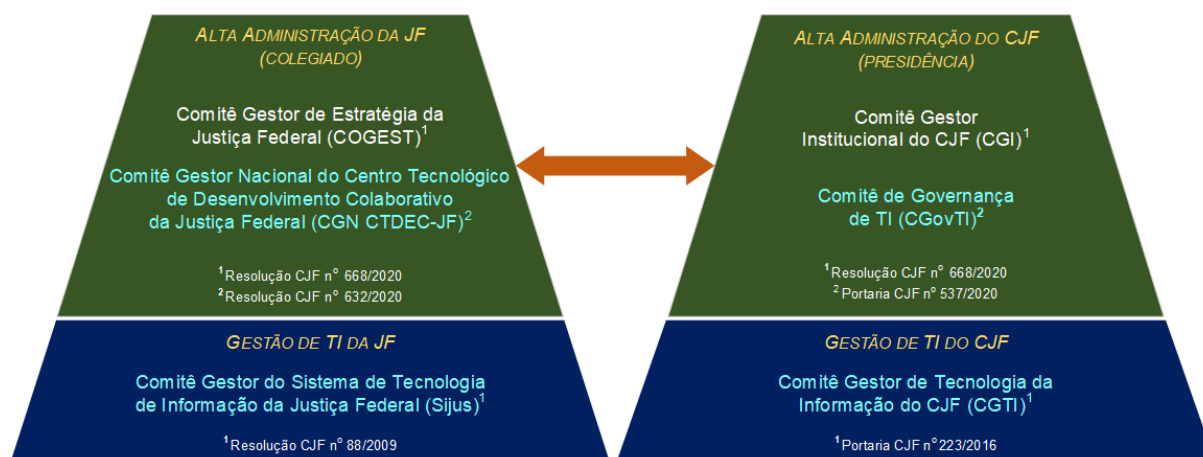 ALTA ADMINISTRAÇÃO DA JF
(COLEGIADO)
Comitê Gestor de Estratégia da
Justiça Federal (COGEST)¹
Comitê Gestor Nacional do Centro Tecnológico
de Desenvolvimento Colaborativo
da Justiça Federal (CGN CTDEC-JF)²
¹Resolução CJF nº 668/2020
²Resolução CJF nº 632/2020
GESTÃO DE TI DA JF
Comitê Gestor do Sistema de Tecnologia
de Informação da Justiça Federal (Sijus)¹
¹Resolução CJF nº 88/2009
ALTA ADMINISTRAÇÃO DO CJF
(PRESIDÊNCIA)
Comitê Gestor
Institucional do CJF (CGI)¹
Comitê de Governança
de TI (CGovTI)²
¹Resolução CJF nº 668/2020
² Portaria CJF nº 537/2020
GESTÃO DE TI DO CJF
Comitê Gestor de Tecnologia da
Informação do CJF (CGTI)¹
¹Portaria CJF nº223/2016